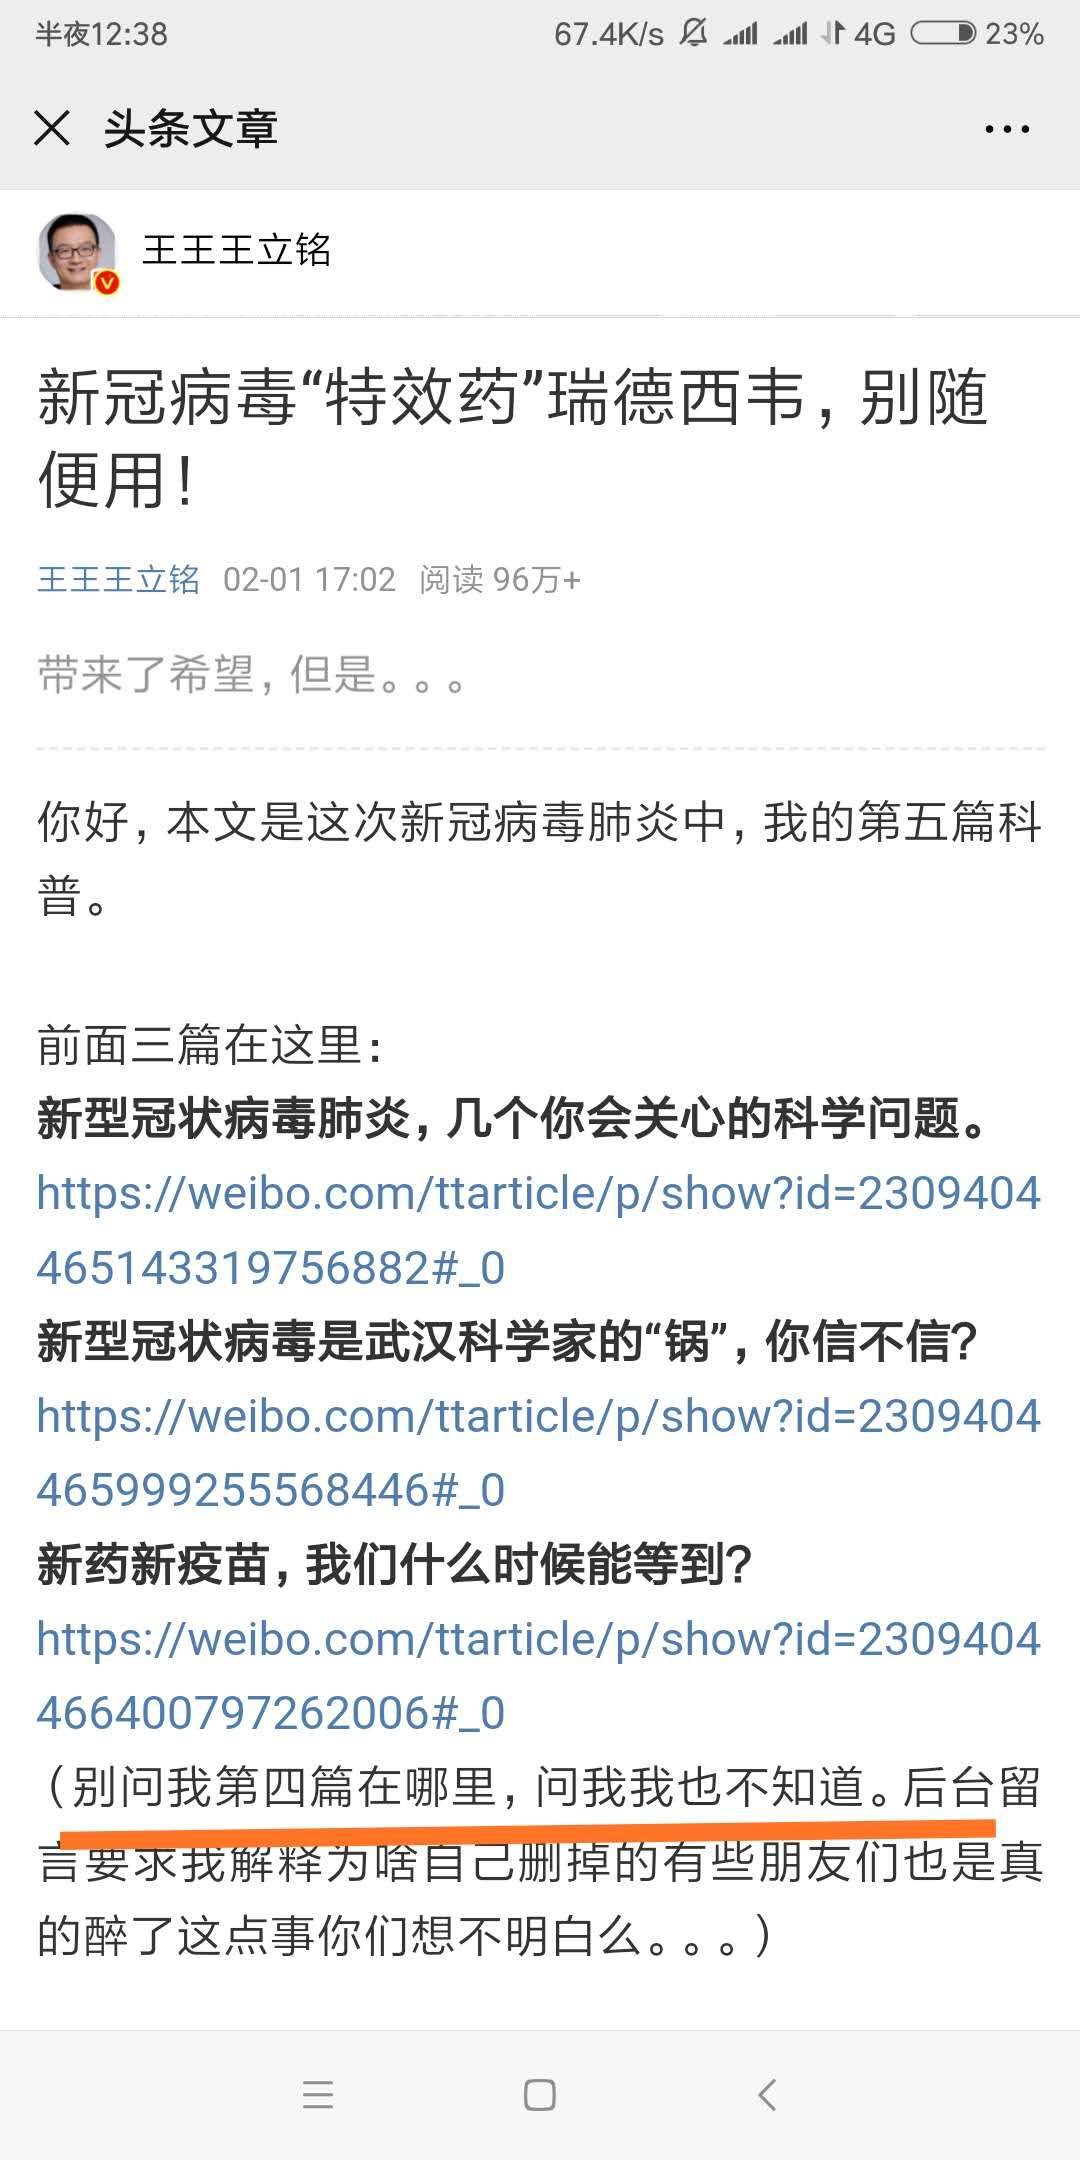 半夜12:38 67.4K/s 4G 23%
头条文章
王王王立铭
新冠病毒“特效药”瑞德西韦，别随
便用！
王王王立铭 02-01 17:02 阅读 96万+
带来了希望，但是。。。
你好，本文是这次新冠病毒肺炎中，我的第五篇科
普。
前面三篇在这里：
新型冠状病毒肺炎，几个你会关心的科学问题。
https://weibo.com/ttarticle/p/show?id=2309404
465143319756882#_0
新型冠状病毒是武汉科学家的“锅”，你信不信？
https://weibo.com/ttarticle/p/show?id=2309404
465999255568446#_0
新药新疫苗，我们什么时候能等到？
https://weibo.com/ttarticle/p/show?id=2309404
466400797262006#_0
（别问我第四篇在哪里，问我我也不知道。后台留
言要求我解释为啥自己删掉的有些朋友们也是真
的醉了这点事你们想不明白么。。。）